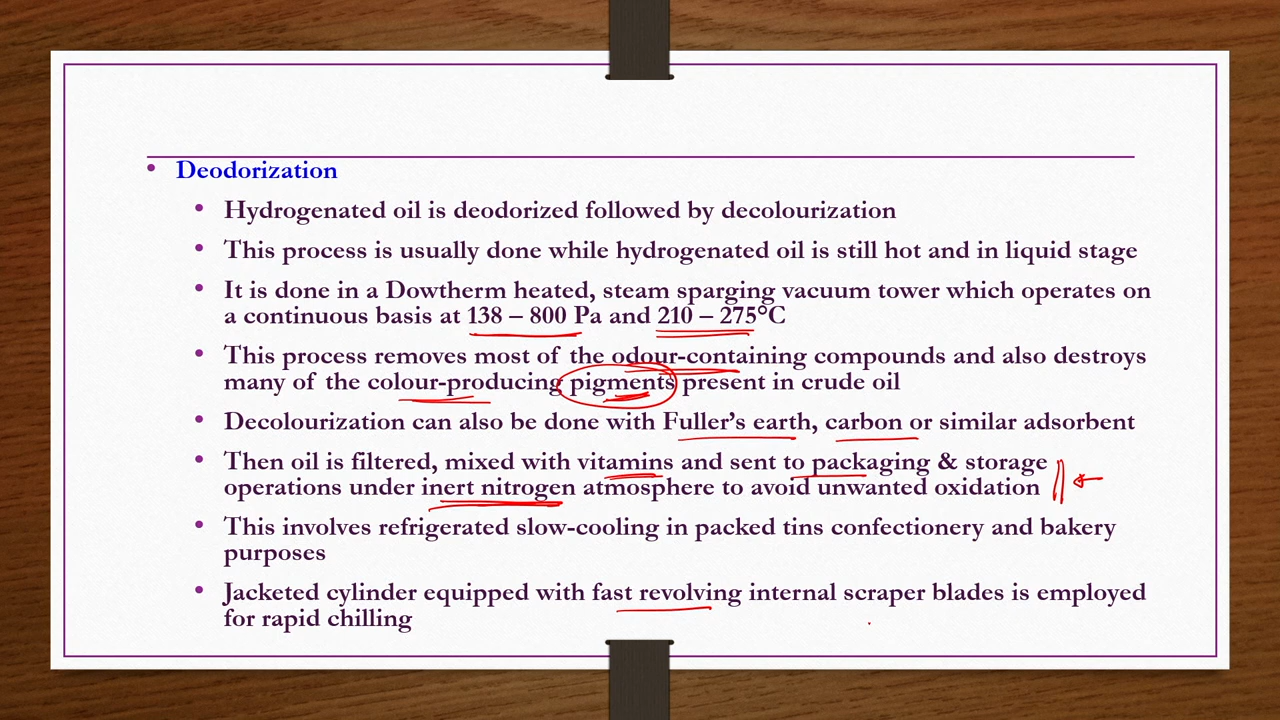 • Deodorization
• Hydrogenated oil is deodorized followed by decolourization
• This process is usually done while hydrogenated oil is still hot and in liquid stage
• It is done in a Dowtherm heated, steam sparging vacuum tower which operates on
a continuous basis at 138 – 800 Pa and 210 – 275°C
• This process removes most of the odour-containing compounds and also destroys
many of the colour-producing pigments present in crude oil
• Decolourization can also be done with Fuller's earth, carbon or similar adsorbent
• Then oil is filtered, mixed with vitamins and sent to packaging & storage
operations under inert nitrogen atmosphere to avoid unwanted oxidation
• This involves refrigerated slow-cooling in packed tins confectionery and bakery
purposes
• Jacketed cylinder equipped with fast revolving internal scraper blades is employed
for rapid chilling